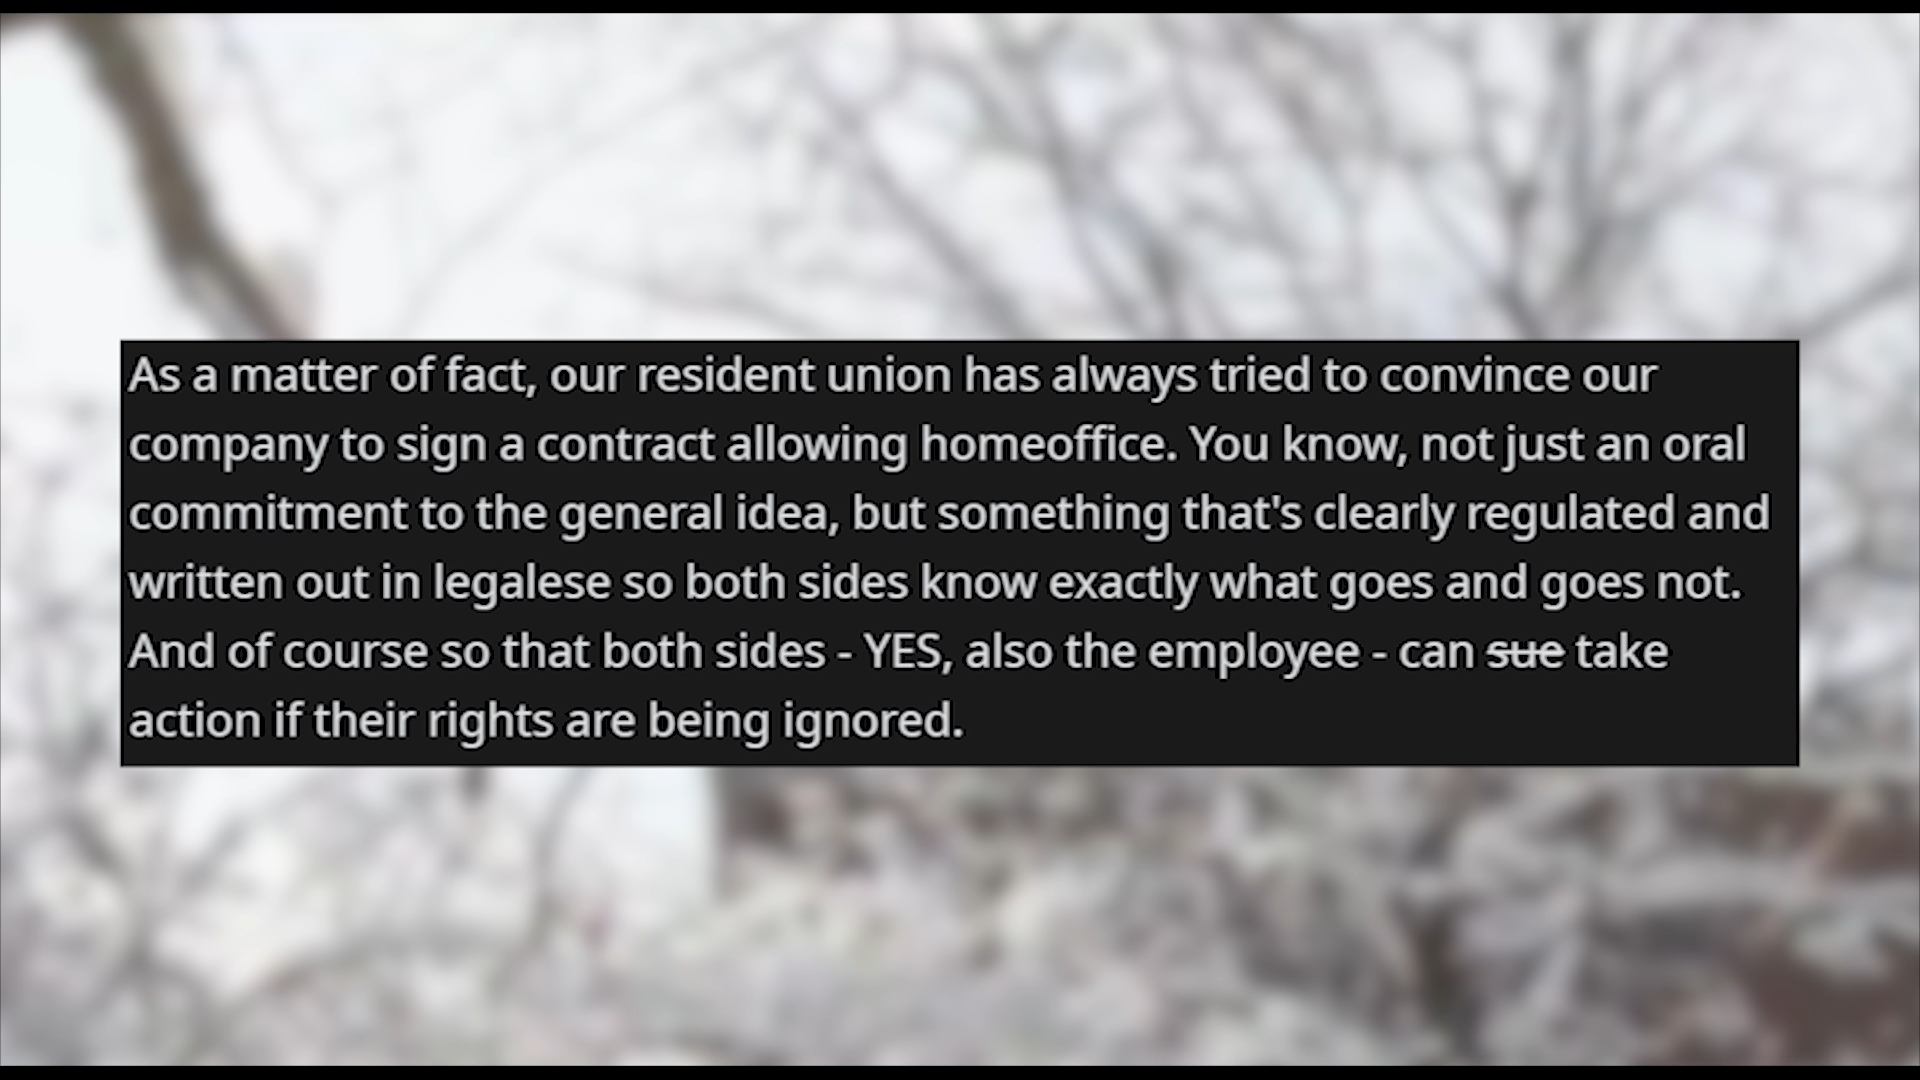 As a matter of fact, our resident union has always tried to convince our
company to sign a contract allowing homeoffice. You know, not just an oral
commitment to the general idea, but something that's clearly regulated and
written out in legalese so both sides know exactly what goes and goes not.
And of course so that both sides - YES, also the employee - can sue take
action if their rights are being ignored.